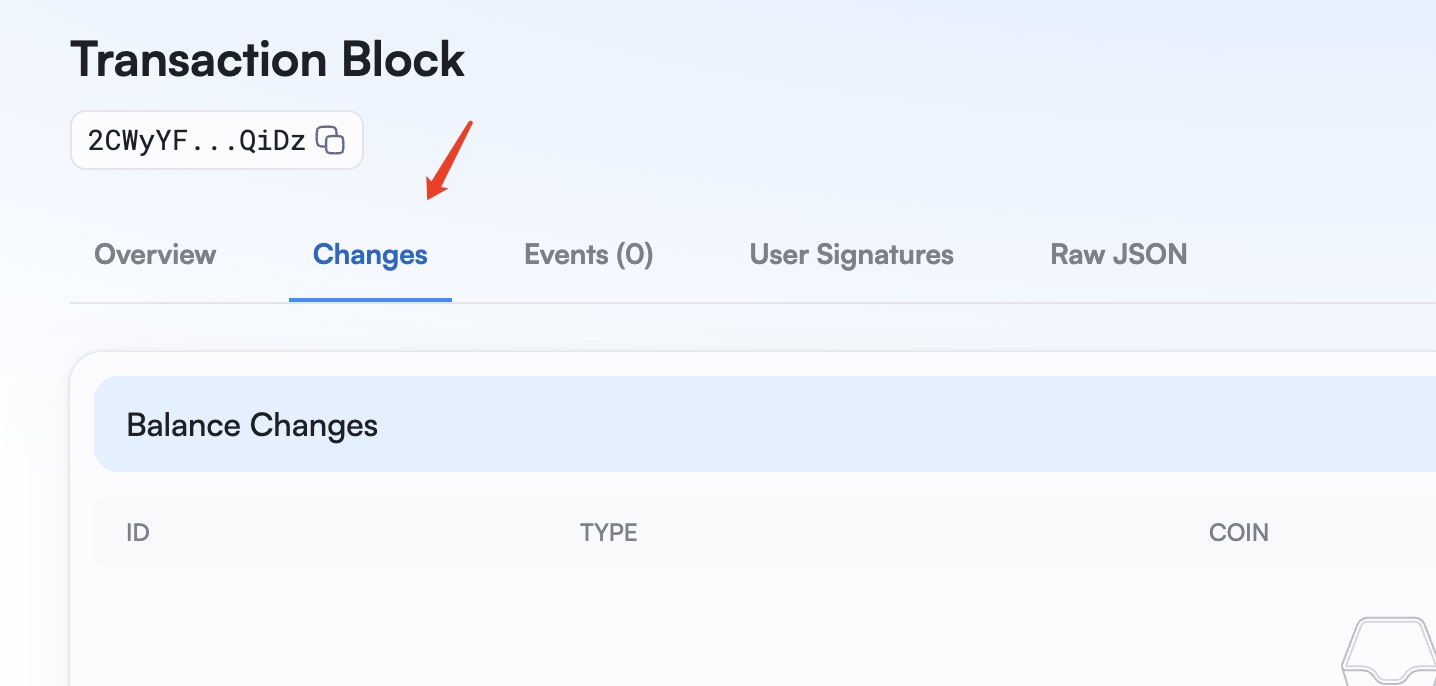 Transaction Block
2CWyYF...QiDz
Overview Changes Events (0) User Signatures Raw JSON
Balance Changes
ID TYPE COIN